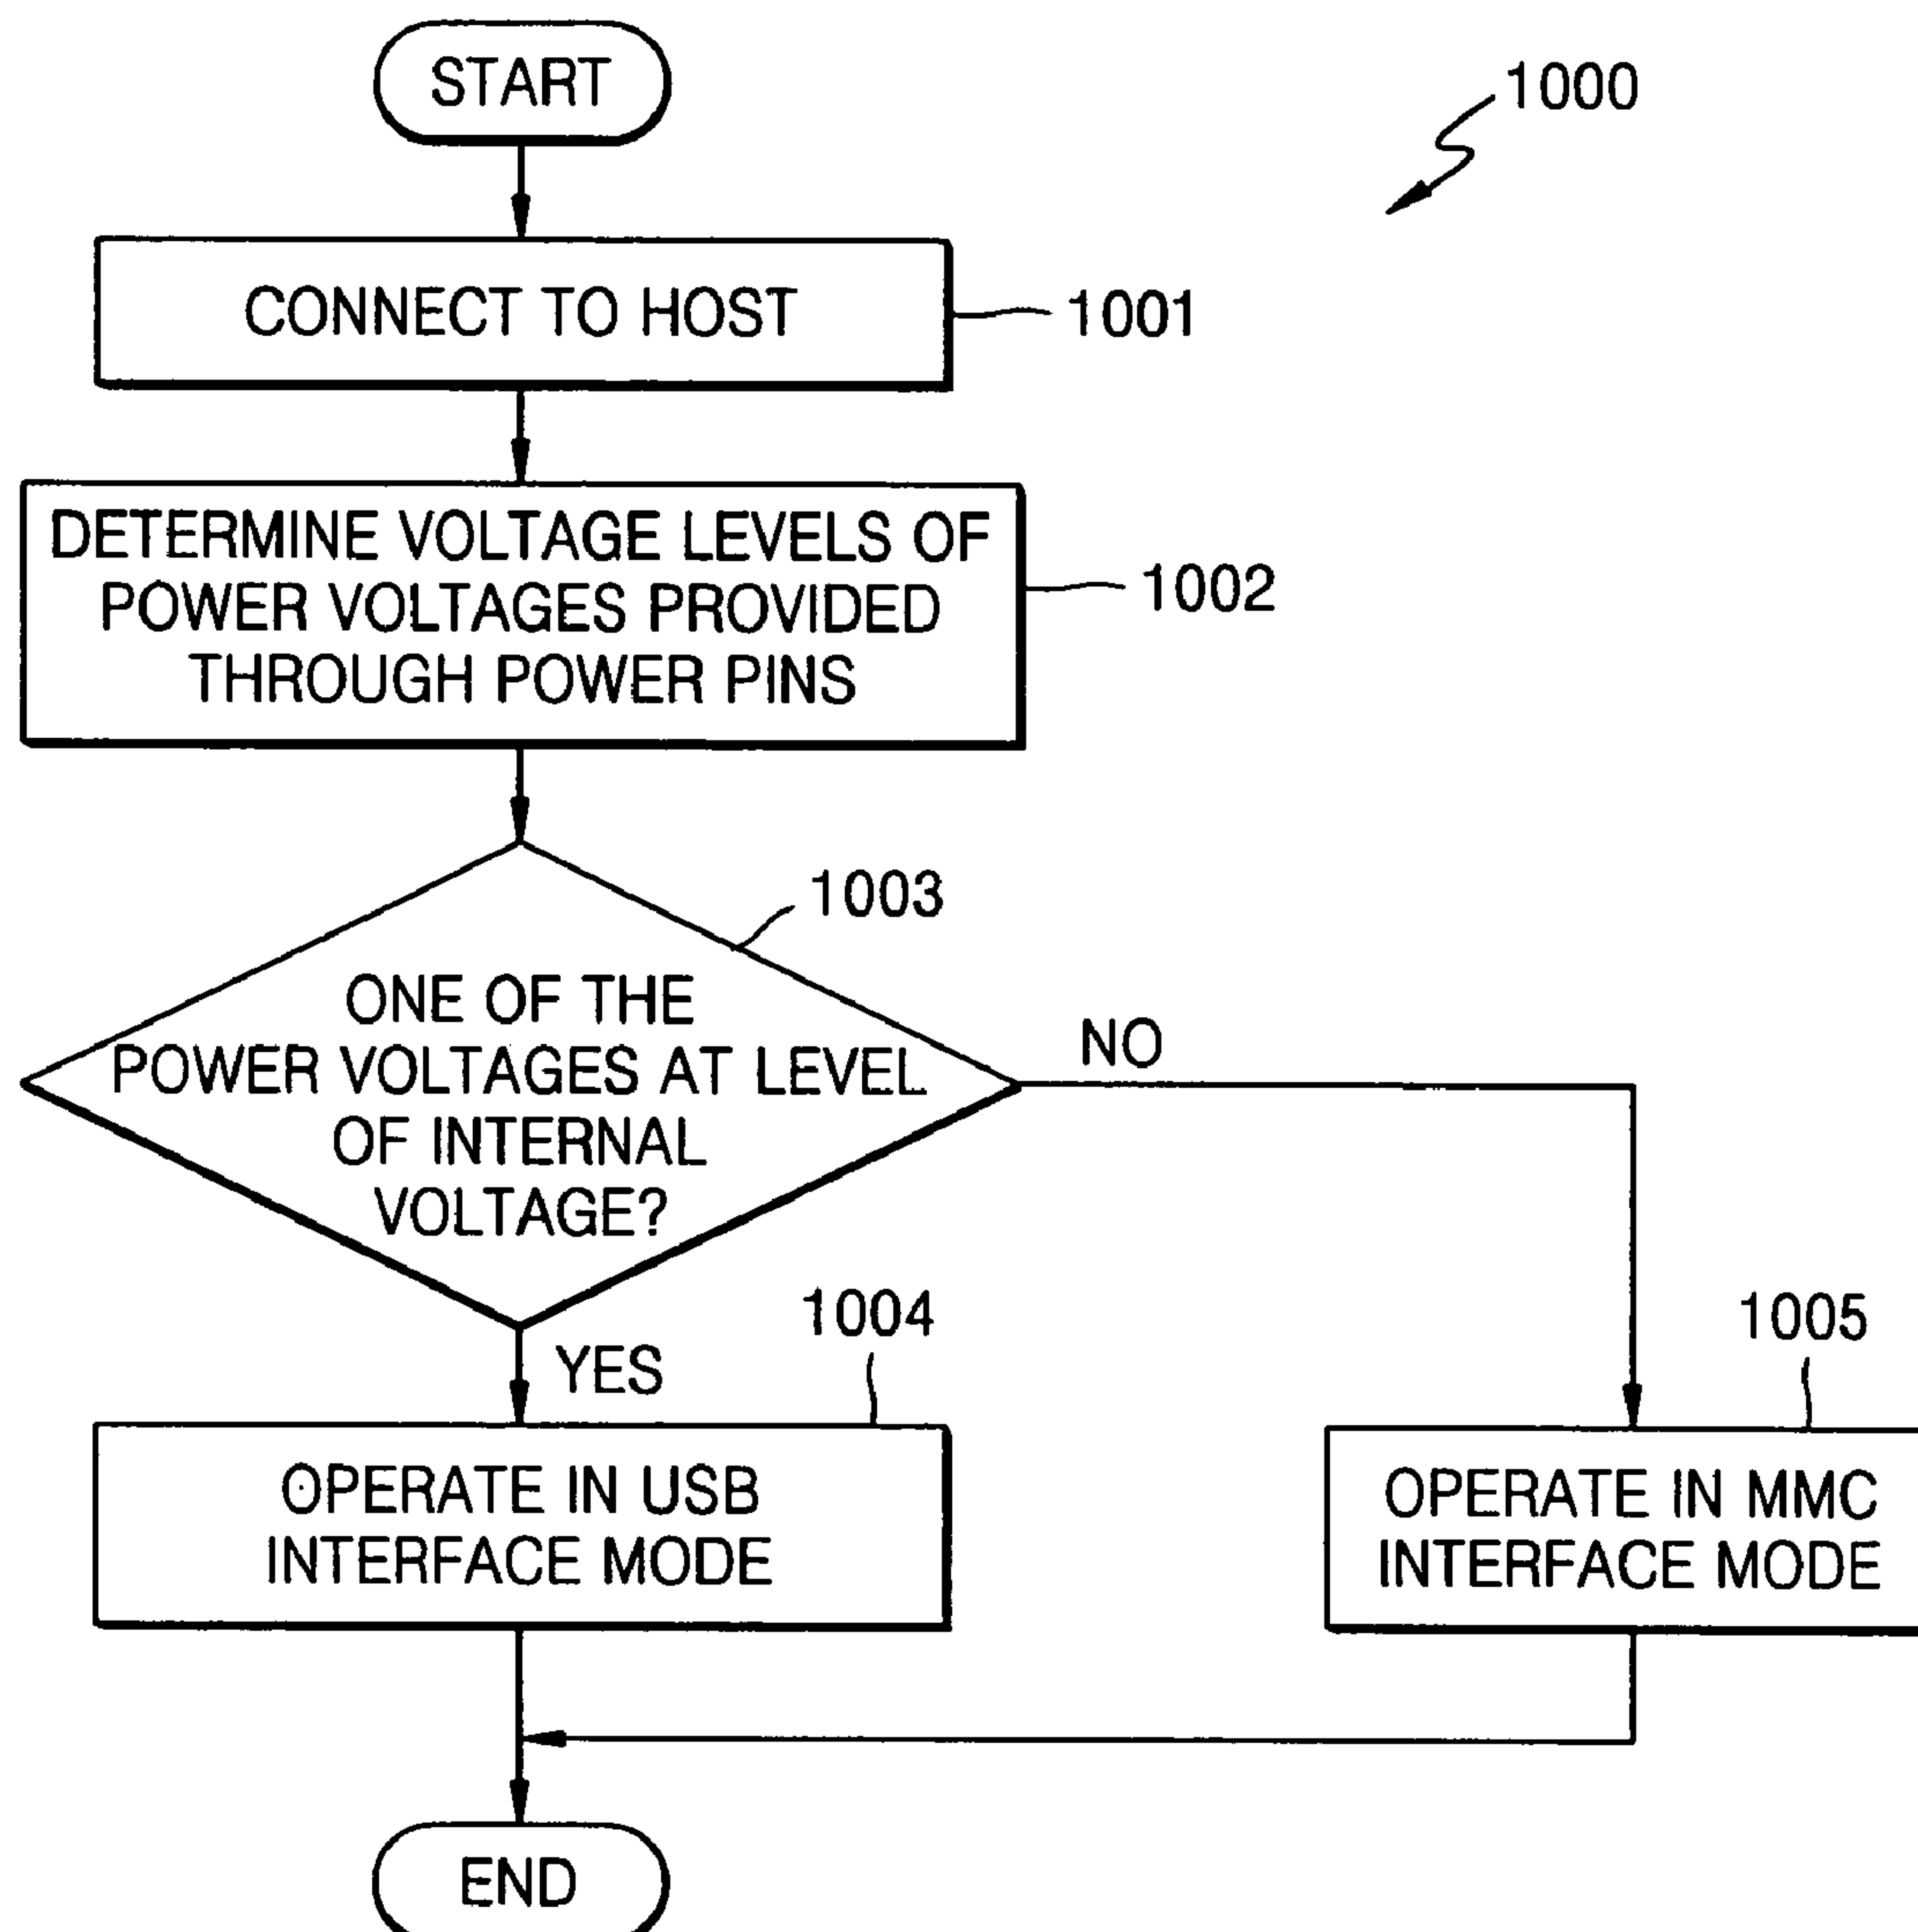 START
1000
CONNECT TO HOST
1001
DETERMINE VOLTAGE LEVELS OF
POWER VOLTAGES PROVIDED
THROUGH POWER PINS
1002
1003
ONE OF THE
POWER VOLTAGES AT LEVEL
OF INTERNAL
VOLTAGE?
NO
YES
1004
1005
OPERATE IN USB
INTERFACE MODE
OPERATE IN MMC
INTERFACE MODE
END